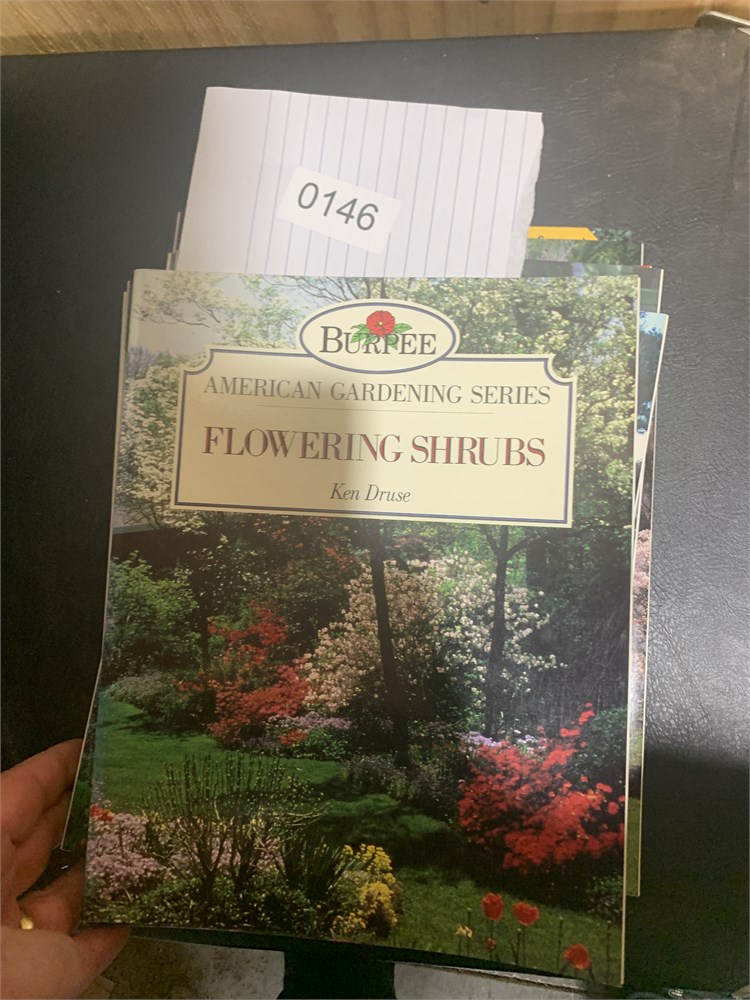 0146
BURPEE
AMERICAN GARDENING SERIES
FLOWERING SHRUBS
Ken Druse